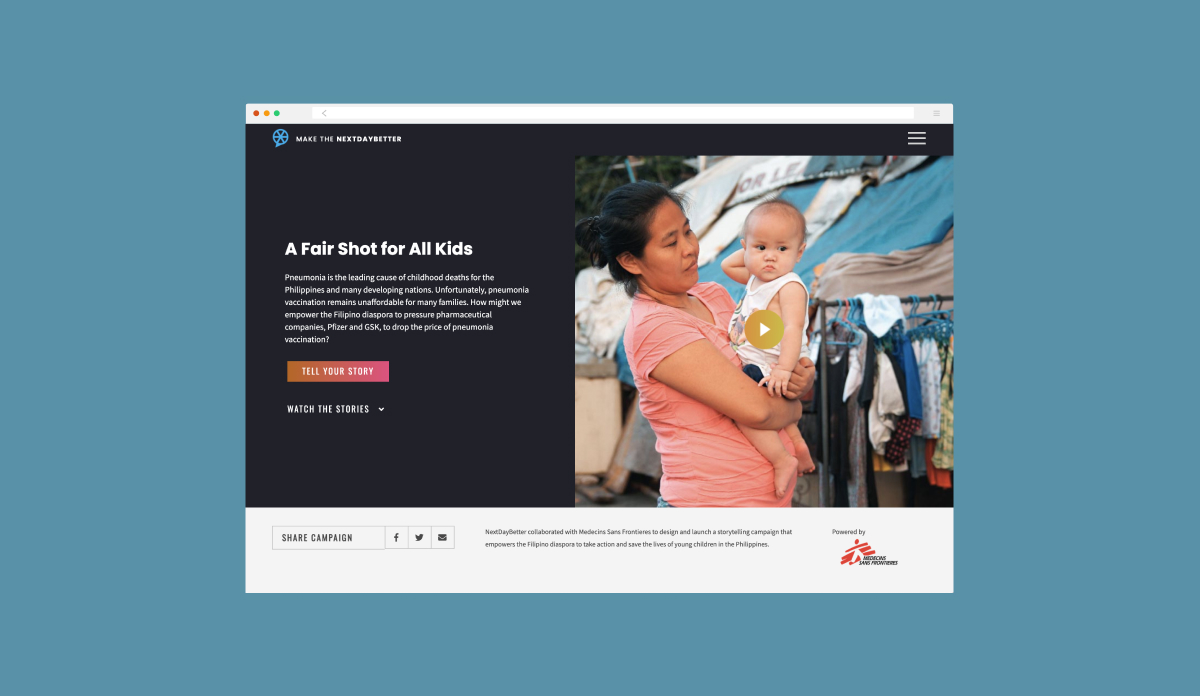 MAKE THE NEXTDAYBETTER
OR LE
A Fair Shot for All Kids
Pneumonia is the leading cause of childhood deaths for the
Philippines and many developing nations. Unfortunately, pneumonia
vaccination remains unaffordable for many families. How might we
empower the Filipino diaspora to pressure pharmaceutical
companies, Pfizer and GSK, to drop the price of pneumonia
vaccination?
TELL YOUR STORY
WATCH THE STORIES
SHARE CAMPAIGN
NextDayBetter collaborated with Medecins Sans Frontieres to design and launch a storytelling campaign that
empowers the Filipino diaspora to take action and save the lives of young children in the Philippines.
Powered by
MEDECINS
SANS FRONTIERES